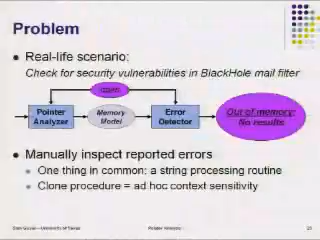 Problem
Real-life scenario:
Check for security vulnerabilities in BlackHole mail filter
Pointer
Analyzer
Memory
Model
Error
Detector
Out of memory:
No results
Manually inspect reported errors
One thing in common: a string processing routine
Clone procedure = ad hoc context sensitivity